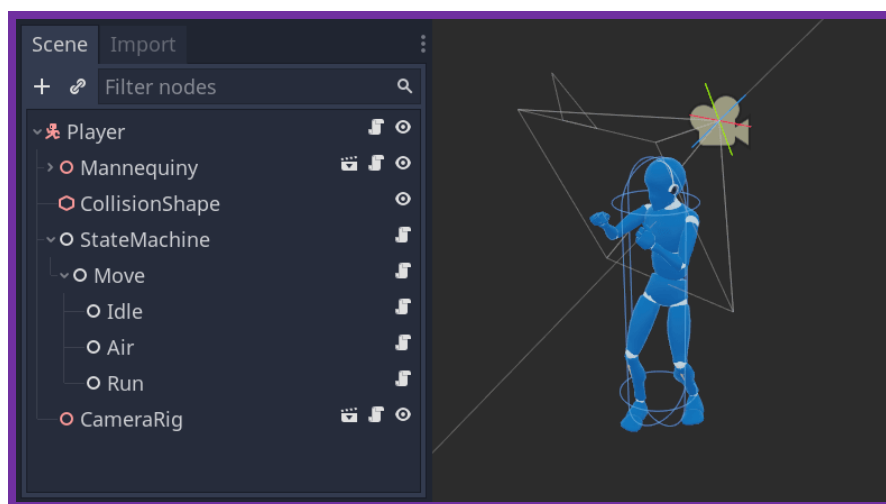 Scene Import
Filter nodes
Player
Mannequiny
CollisionShape
StateMachine
Move
Idle
Air
Run
CameraRig